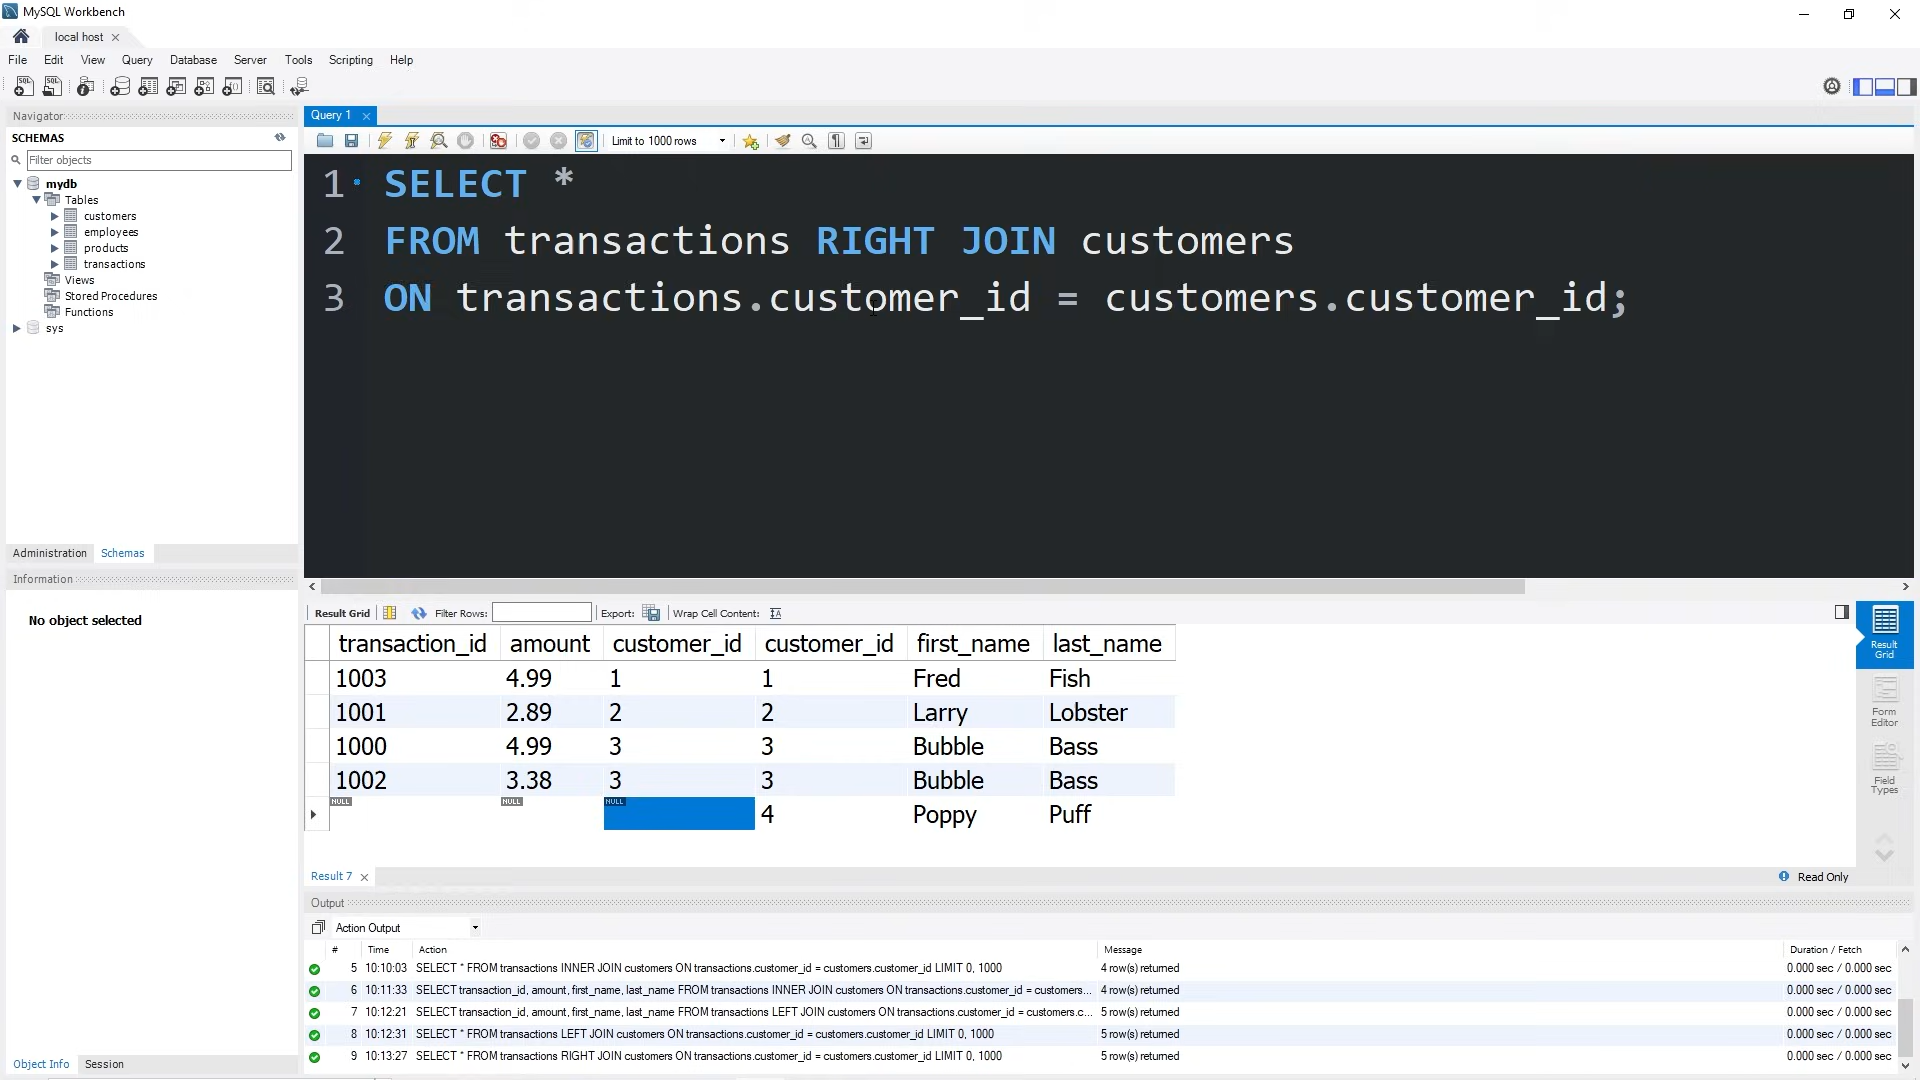 MySQL Workbench
local host
File Edit View Query Database Server Tools Scripting Help
Navigator
SCHEMAS
Filter objects
mydb
Tables
customers
employees
products
transactions
Views
Stored Procedures
Functions
sys
Administration Schemas
Information
No object selected
Object Info Session
Query 1
Limit to 1000 rows
1 SELECT *
2 FROM transactions RIGHT JOIN customers
3 ON transactions.customer_id = customers.customer_id;
Result Grid Filter Rows: Export: Wrap Cell Content:
transaction_id amount customer_id customer_id first_name last_name
1003 4.99 1 1 Fred Fish
1001 2.89 2 2 Larry Lobster
1000 4.99 3 3 Bubble Bass
1002 3.38 3 3 Bubble Bass
NULL NULL NULL 4 Poppy Puff
Result Grid
Form Editor
Field Types
Result 7
Read Only
Output
Action Output
# Time Action Message Duration / Fetch
5 10:10:03 SELECT * FROM transactions INNER JOIN customers ON transactions.customer_id = customers.customer_id LIMIT 0, 1000 4 row(s) returned 0.000 sec / 0.000 sec
6 10:11:33 SELECT transaction_id, amount, first_name, last_name FROM transactions INNER JOIN customers ON transactions.customer_id = customers... 4 row(s) returned 0.000 sec / 0.000 sec
7 10:12:21 SELECT transaction_id, amount, first_name, last_name FROM transactions LEFT JOIN customers ON transactions.customer_id = customers.c... 5 row(s) returned 0.000 sec / 0.000 sec
8 10:12:31 SELECT * FROM transactions LEFT JOIN customers ON transactions.customer_id = customers.customer_id LIMIT 0, 1000 5 row(s) returned 0.000 sec / 0.000 sec
9 10:13:27 SELECT * FROM transactions RIGHT JOIN customers ON transactions.customer_id = customers.customer_id LIMIT 0, 1000 5 row(s) returned 0.000 sec / 0.000 sec